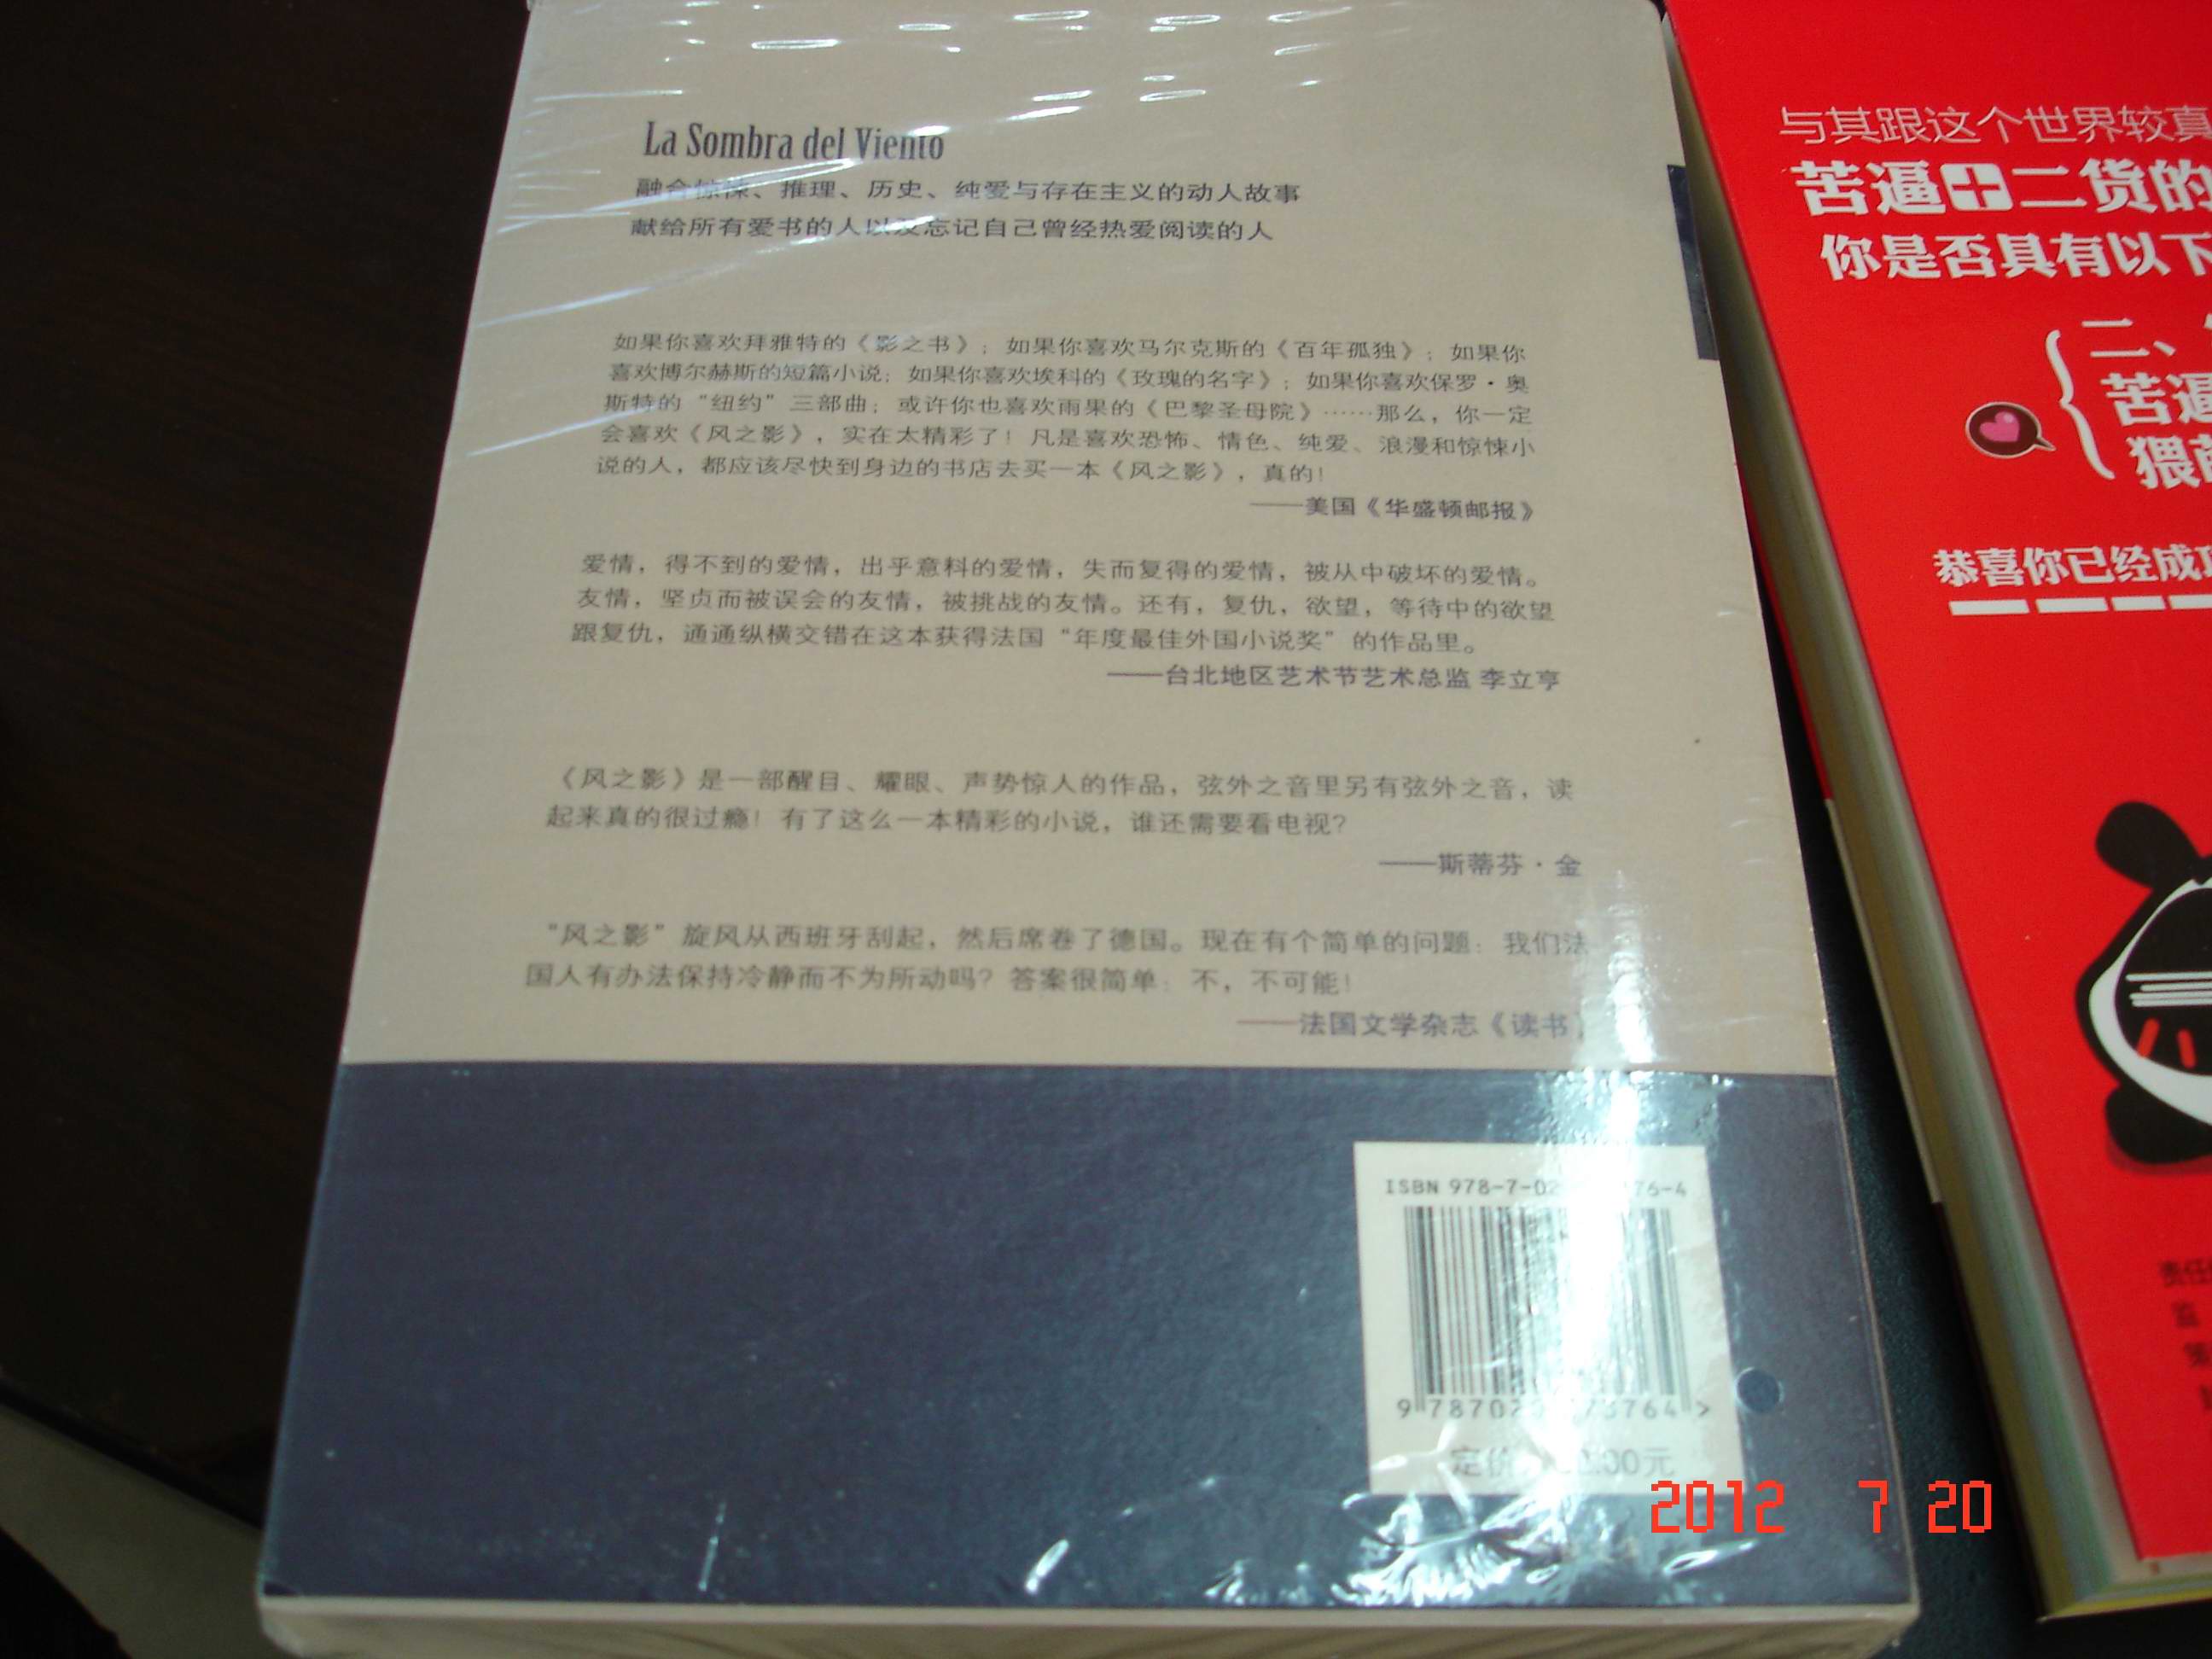 La Sombra del Viento
融合惊悚、推理、历史、纯爱与存在主义的动人故事
献给所有爱书的人以及忘记自己曾经热爱阅读的人
如果你喜欢拜雅特的《影之书》；如果你喜欢马尔克斯的《百年孤独》；如果你
喜欢博尔赫斯的短篇小说；如果你喜欢埃科的《玫瑰的名字》；如果你喜欢保罗·奥
斯特的“纽约”三部曲；或许你也喜欢雨果的《巴黎圣母院》……那么，你一定
会喜欢《风之影》，实在太精彩了！凡是喜欢恐怖、情色、纯爱、浪漫和惊悚小
说的人，都应该尽快到身边的书店去买一本《风之影》，真的！
——美国《华盛顿邮报》
爱情，得不到的爱情，出乎意料的爱情，失而复得的爱情，被从中破坏的爱情。
友情，坚贞而被误会的友情，被挑战的友情。还有，复仇，欲望，等待中的欲望
跟复仇，通通纵横交错在这本获得法国“年度最佳外国小说奖”的作品里。
——台北地区艺术节艺术总监 李立亨
《风之影》是一部醒目、耀眼、声势惊人的作品，弦外之音里另有弦外之音，读
起来真的很过瘾！有了这么一本精彩的小说，谁还需要看电视？
——斯蒂芬·金
“风之影”旋风从西班牙刮起，然后席卷了德国。现在有个简单的问题：我们法
国人有办法保持冷静而不为所动吗？答案很简单：不，不可能！
——法国文学杂志《读书》
ISBN 978-7-02 76-4
9 78702 73764 >
定价 2.00元
2012 7 20
与其跟这个世界较真
苦逼+二货的
你是否具有以下
二、
苦逼
猥
恭喜你已经成
责任
监